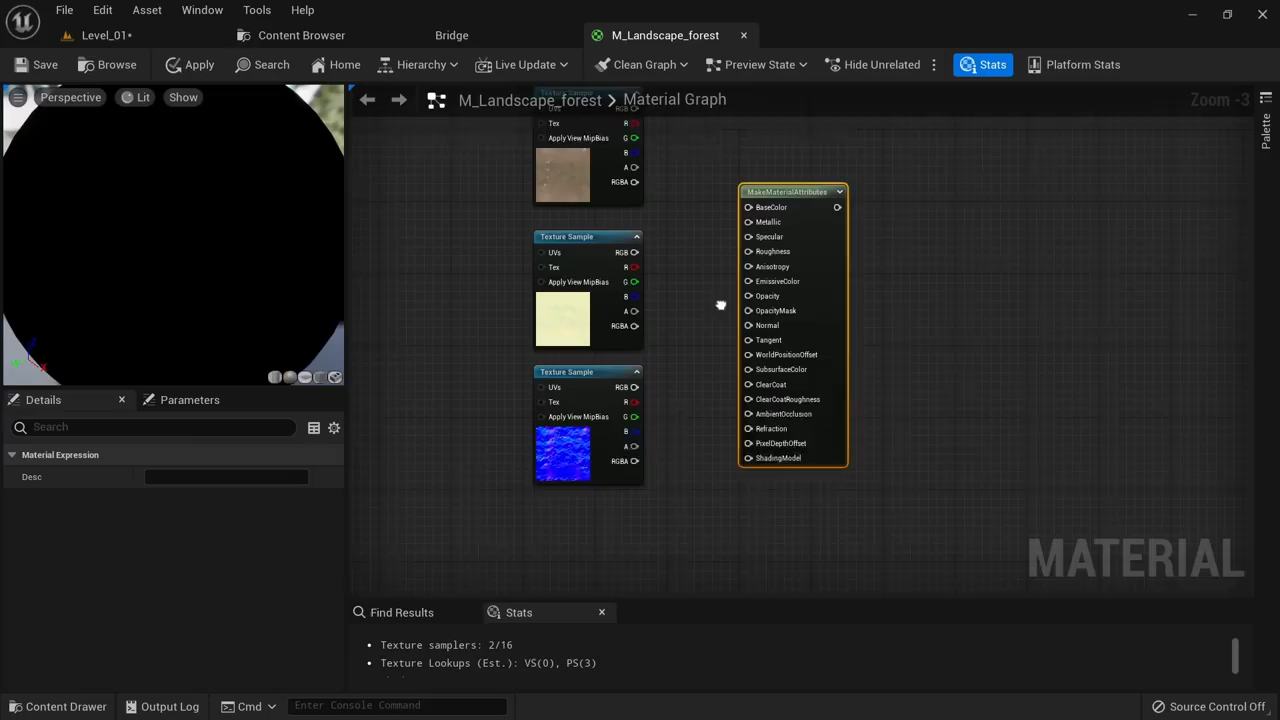 File Edit Asset Window Tools Help
Level_01* Content Browser Bridge M_Landscape_forest
Save Browse Apply Search Home Hierarchy Live Update Clean Graph Preview State Hide Unrelated Stats Platform Stats
Perspective Lit Show
M_Landscape_forest Material Graph Zoom -3
Palette
Texture Sample
UVs RGB
Tex R
Apply View MipBias G
B
A
RGBA
Texture Sample
UVs RGB
Tex R
Apply View MipBias G
B
A
RGBA
Texture Sample
UVs RGB
Tex R
Apply View MipBias G
B
A
RGBA
MakeMaterialAttributes
BaseColor
Metallic
Specular
Roughness
Anisotropy
EmissiveColor
Opacity
OpacityMask
Normal
Tangent
WorldPositionOffset
SubsurfaceColor
ClearCoat
ClearCoatRoughness
AmbientOcclusion
Refraction
PixelDepthOffset
ShadingModel
MATERIAL
Details Parameters
Search
Material Expression
Desc
Find Results Stats
Texture samplers: 2/16
Texture Lookups (Est.): VS(0), PS(3)
Content Drawer Output Log Cmd Enter Console Command Source Control Off